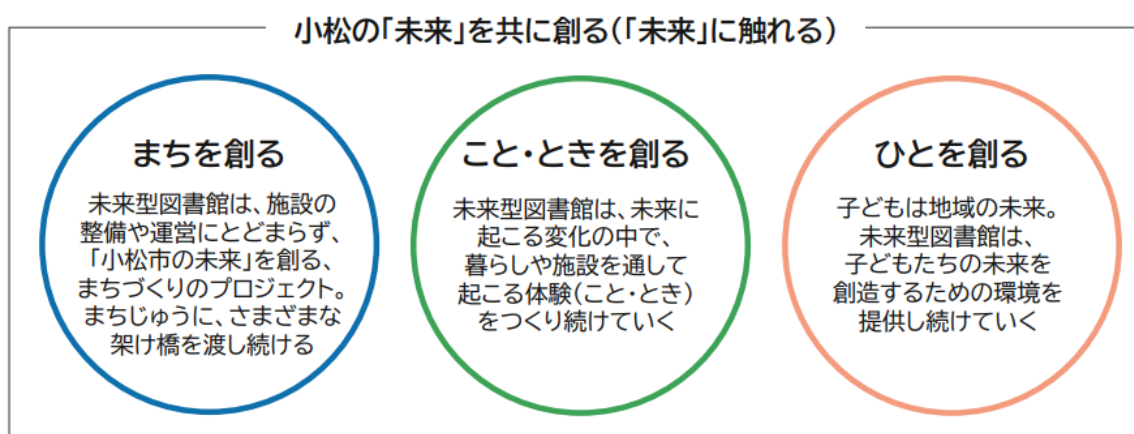 小松の「未来」を共に創る(「未来」に触れる)
まちを創る
未来型図書館は、施設の
整備や運営にとどまらず、
「小松市の未来」を創る、
まちづくりのプロジェクト。
まちじゅうに、さまざまな
架け橋を渡し続ける
こと・ときを創る
未来型図書館は、未来に
起こる変化の中で、
暮らしや施設を通して
起こる体験(こと・とき)
をつくり続けていく
ひとを創る
子どもは地域の未来。
未来型図書館は、
子どもたちの未来を
創造するための環境を
提供し続けていく